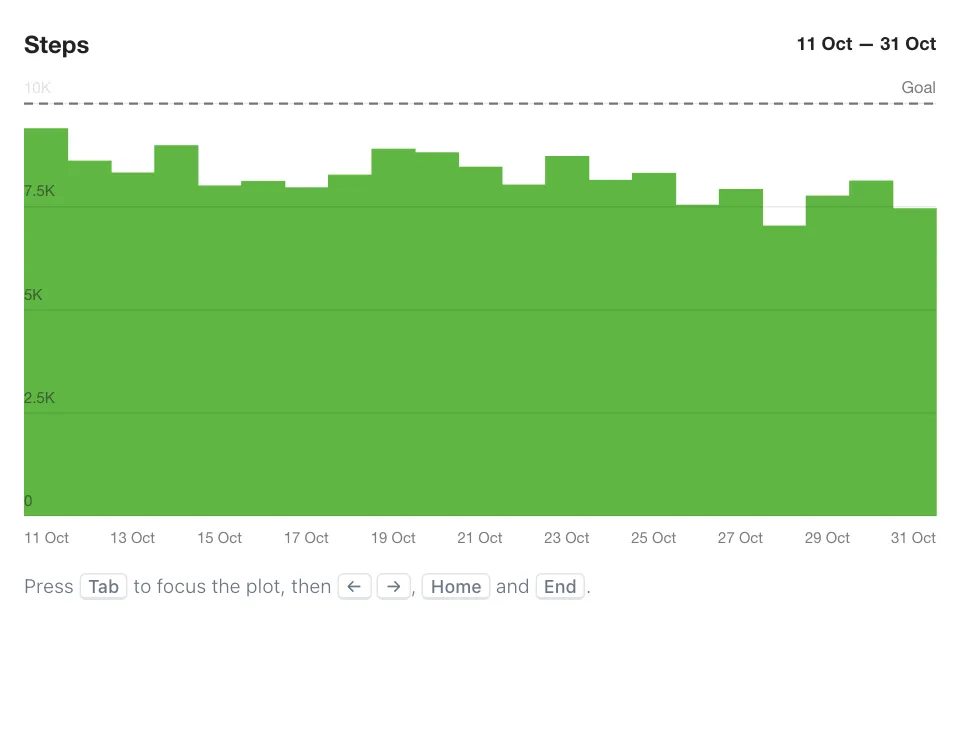 Steps
11 Oct — 31 Oct
10K
Goal
7.5K
5K
2.5K
0
11 Oct 13 Oct 15 Oct 17 Oct 19 Oct 21 Oct 23 Oct 25 Oct 27 Oct 29 Oct 31 Oct
Press Tab to focus the plot, then ← →, Home and End.